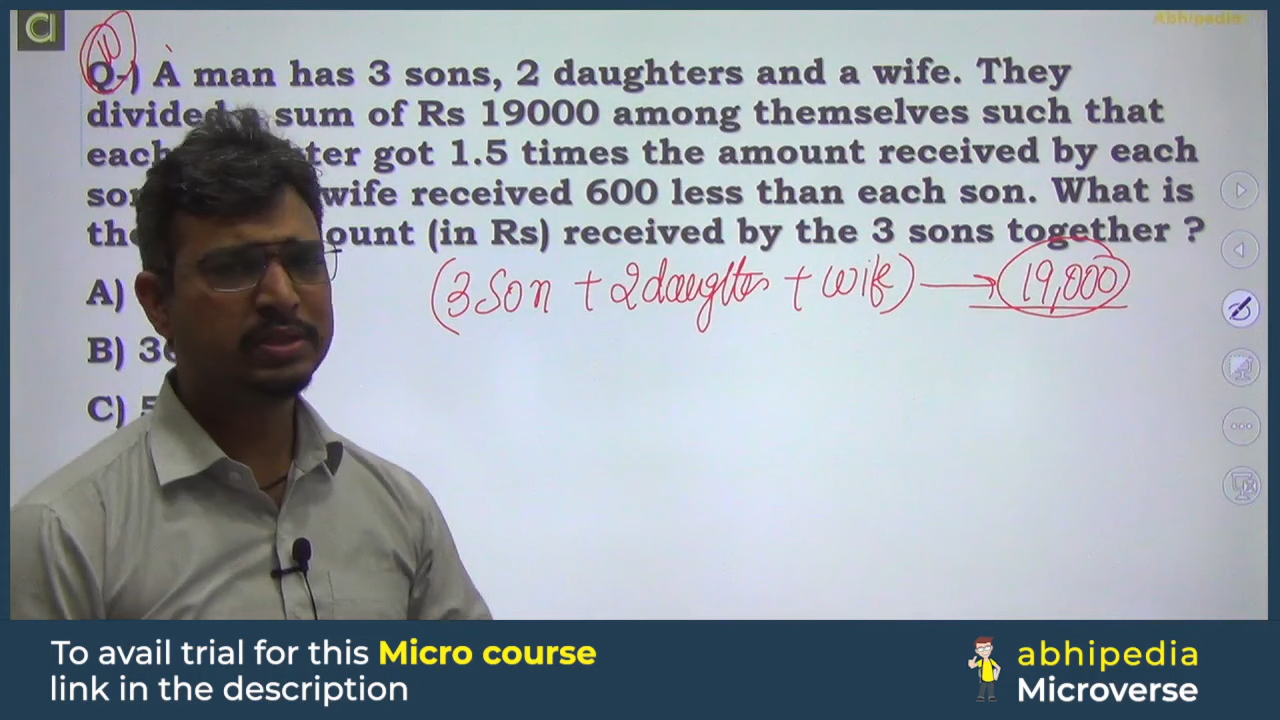 Abhipedia
Q-) A man has 3 sons, 2 daughters and a wife. They
divided sum of Rs 19000 among themselves such that
each ter got 1.5 times the amount received by each
son wife received 600 less than each son. What is
the ount (in Rs) received by the 3 sons together ?
(3 Son + 2 daughter + wife) → 19,000
A)
B) 3
C) 5
To avail trial for this Micro course
link in the description
abhipedia
Microverse